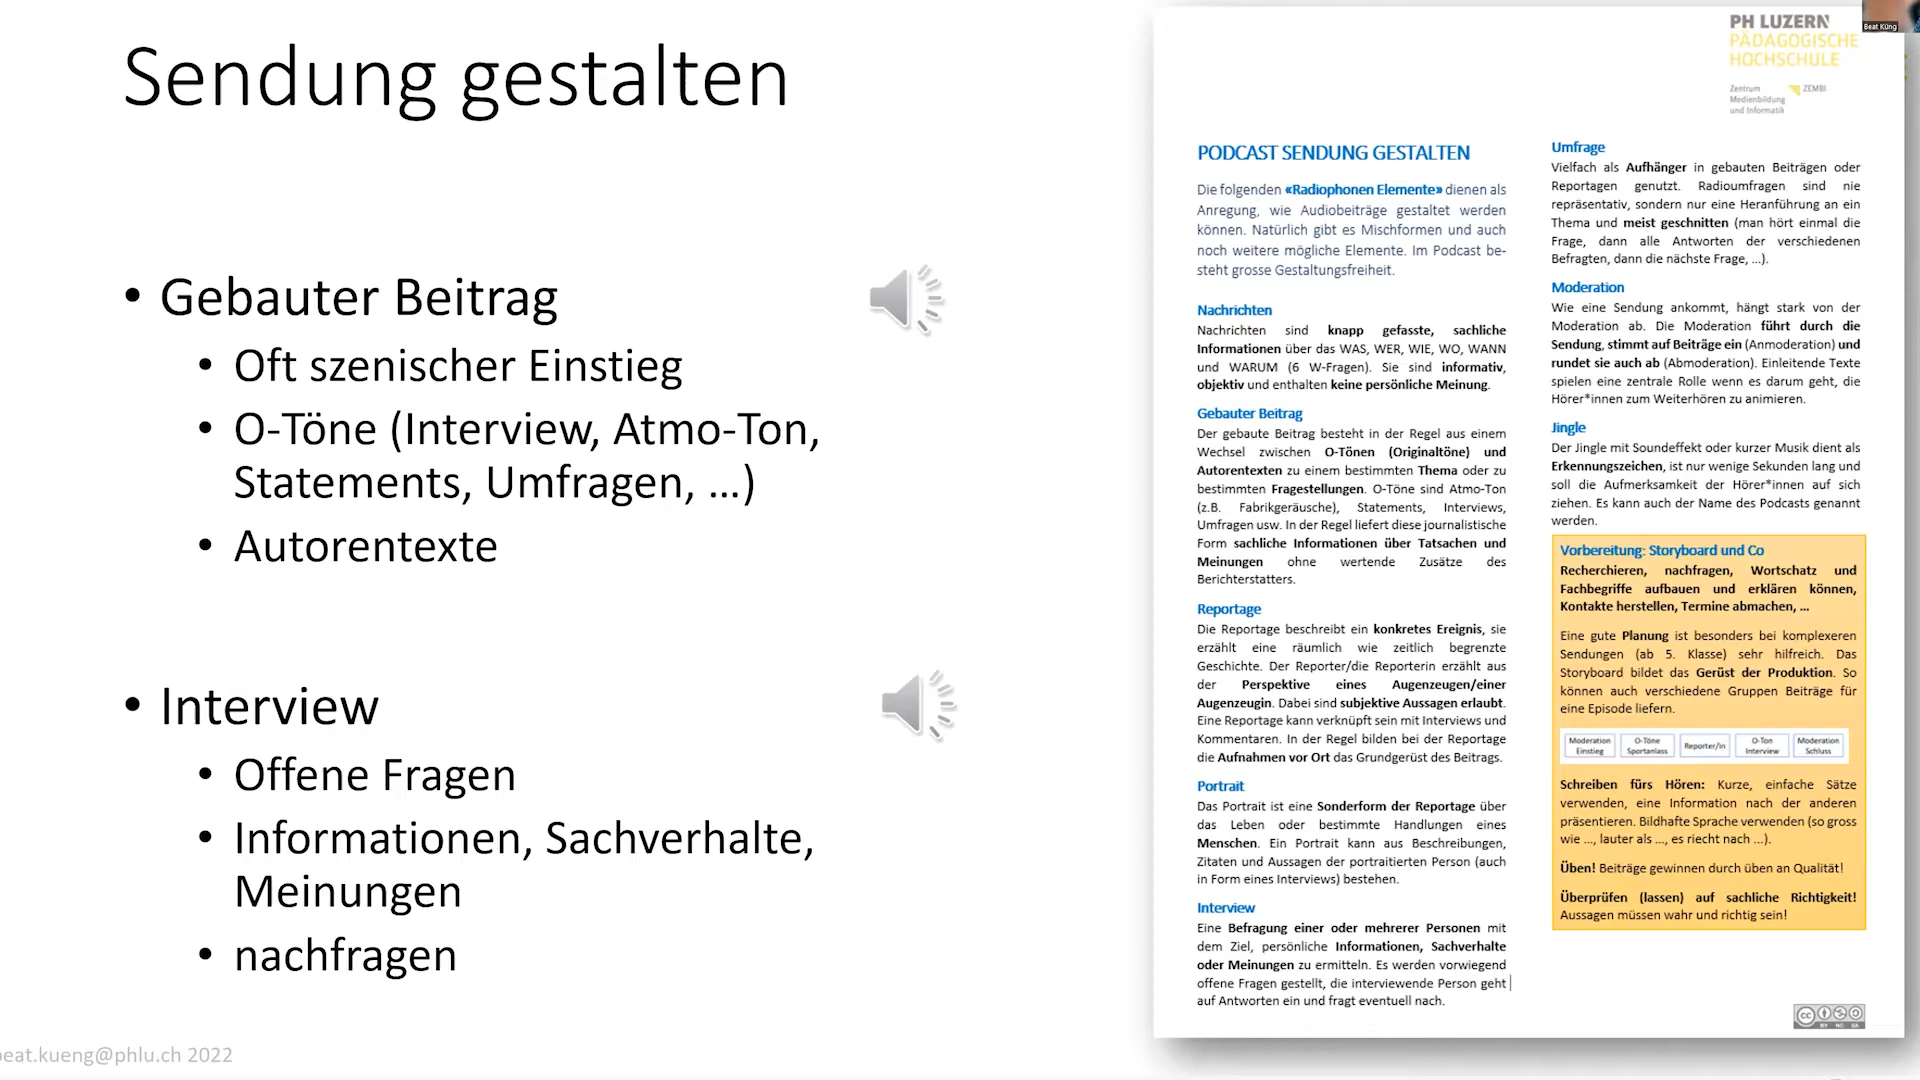 Sendung gestalten
• Gebauter Beitrag
• Oft szenischer Einstieg
• O-Töne (Interview, Atmo-Ton,
Statements, Umfragen, …)
• Autorentexte
• Interview
• Offene Fragen
• Informationen, Sachverhalte,
Meinungen
• nachfragen
beat.kueng@phlu.ch 2022
PH LUZERN
PÄDAGOGISCHE
HOCHSCHULE
Zentrum
Medienbildung
und Informatik
ZEMBI
Beat Küng
PODCAST SENDUNG GESTALTEN
Die folgenden «Radiophonen Elemente» dienen als
Anregung, wie Audiobeiträge gestaltet werden
können. Natürlich gibt es Mischformen und auch
noch weitere mögliche Elemente. Im Podcast be-
steht grosse Gestaltungsfreiheit.
Nachrichten
Nachrichten sind knapp gefasste, sachliche
Informationen über das WAS, WER, WIE, WO, WANN
und WARUM (6 W-Fragen). Sie sind informativ,
objektiv und enthalten keine persönliche Meinung.
Gebauter Beitrag
Der gebaute Beitrag besteht in der Regel aus einem
Wechsel zwischen O-Tönen (Originaltöne) und
Autorentexten zu einem bestimmten Thema oder zu
bestimmten Fragestellungen. O-Töne sind Atmo-Ton
(z.B. Fabrikgeräusche), Statements, Interviews,
Umfragen usw. In der Regel liefert diese journalistische
Form sachliche Informationen über Tatsachen und
Meinungen ohne wertende Zusätze des
Berichterstatters.
Reportage
Die Reportage beschreibt ein konkretes Ereignis, sie
erzählt eine räumlich wie zeitlich begrenzte
Geschichte. Der Reporter/die Reporterin erzählt aus
der Perspektive eines Augenzeugen/einer
Augenzeugin. Dabei sind subjektive Aussagen erlaubt.
Eine Reportage kann verknüpft sein mit Interviews und
Kommentaren. In der Regel bilden bei der Reportage
die Aufnahmen vor Ort das Grundgerüst des Beitrags.
Portrait
Das Portrait ist eine Sonderform der Reportage über
das Leben oder bestimmte Handlungen eines
Menschen. Ein Portrait kann aus Beschreibungen,
Zitaten und Aussagen der portraitierten Person (auch
in Form eines Interviews) bestehen.
Interview
Eine Befragung einer oder mehrerer Personen mit
dem Ziel, persönliche Informationen, Sachverhalte
oder Meinungen zu ermitteln. Es werden vorwiegend
offene Fragen gestellt, die interviewende Person geht
auf Antworten ein und fragt eventuell nach.
Umfrage
Vielfach als Aufhänger in gebauten Beiträgen oder
Reportagen genutzt. Radioumfragen sind nie
repräsentativ, sondern nur eine Heranführung an ein
Thema und meist geschnitten (man hört einmal die
Frage, dann alle Antworten der verschiedenen
Befragten, dann die nächste Frage, …).
Moderation
Wie eine Sendung ankommt, hängt stark von der
Moderation ab. Die Moderation führt durch die
Sendung, stimmt auf Beiträge ein (Anmoderation) und
rundet sie auch ab (Abmoderation). Einleitende Texte
spielen eine zentrale Rolle wenn es darum geht, die
Hörer*innen zum Weiterhören zu animieren.
Jingle
Der Jingle mit Soundeffekt oder kurzer Musik dient als
Erkennungszeichen, ist nur wenige Sekunden lang und
soll die Aufmerksamkeit der Hörer*innen auf sich
ziehen. Es kann auch der Name des Podcasts genannt
werden.
Vorbereitung: Storyboard und Co
Recherchieren, nachfragen, Wortschatz und
Fachbegriffe aufbauen und erklären können,
Kontakte herstellen, Termine abmachen, …
Eine gute Planung ist besonders bei komplexeren
Sendungen (ab 5. Klasse) sehr hilfreich. Das
Storyboard bildet das Gerüst der Produktion. So
können auch verschiedene Gruppen Beiträge für
eine Episode liefern.
Moderation Einstieg
O-Töne Sportanlass
Reporter/in
O-Ton Interview
Moderation Schluss
Schreiben fürs Hören: Kurze, einfache Sätze
verwenden, eine Information nach der anderen
präsentieren. Bildhafte Sprache verwenden (so gross
wie …, lauter als …, es riecht nach …).
Üben! Beiträge gewinnen durch üben an Qualität!
Überprüfen (lassen) auf sachliche Richtigkeit!
Aussagen müssen wahr und richtig sein!
cc
BY NC SA